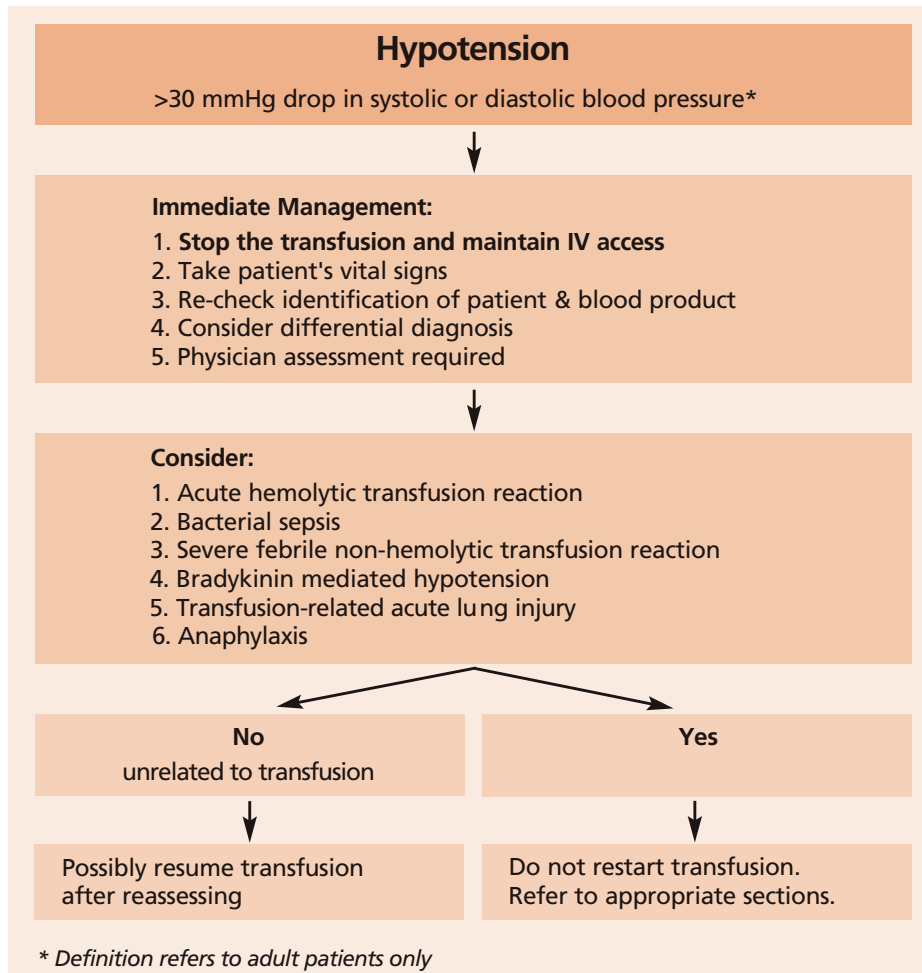 Hypotension
>30 mmHg drop in systolic or diastolic blood pressure*
Immediate Management:
1. Stop the transfusion and maintain IV access
2. Take patient's vital signs
3. Re-check identification of patient & blood product
4. Consider differential diagnosis
5. Physician assessment required
Consider:
1. Acute hemolytic transfusion reaction
2. Bacterial sepsis
3. Severe febrile non-hemolytic transfusion reaction
4. Bradykinin mediated hypotension
5. Transfusion-related acute lung injury
6. Anaphylaxis
No
unrelated to transfusion
Yes
Possibly resume transfusion
after reassessing
Do not restart transfusion.
Refer to appropriate sections.
* Definition refers to adult patients only